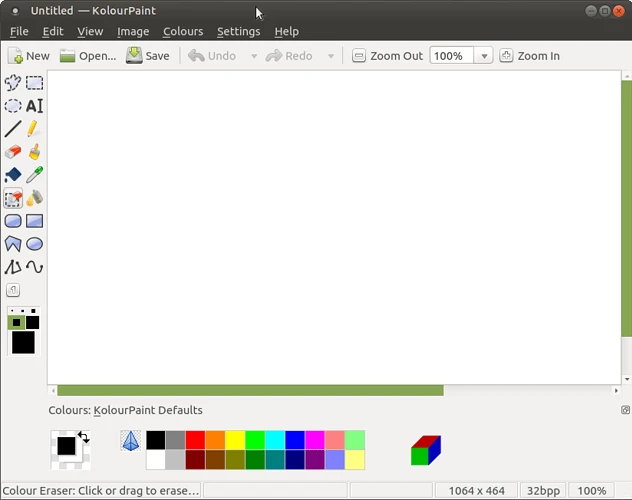 Untitled — KolourPaint
File Edit View Image Colours Settings Help
New Open... Save Undo Redo Zoom Out 100% Zoom In
AI
Colours: KolourPaint Defaults
Colour Eraser: Click or drag to erase... 1064 x 464 32bpp 100%